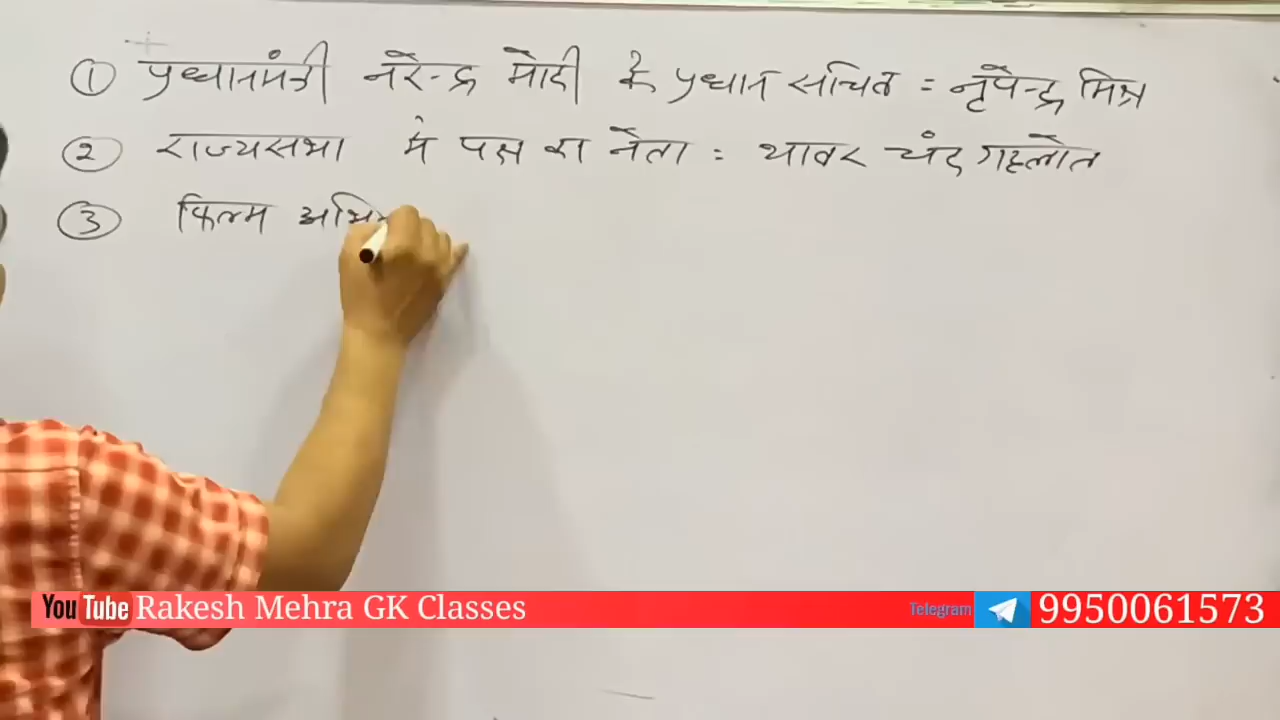 ① प्रधानमंत्री नरेन्द्र मोदी के प्रधान सचिव = नृपेन्द्र मिश्र
② राज्यसभा मे पक्ष का नेता : थावर चंद गहलोत
③ फिल्म
YouTube Rakesh Mehra GK Classes Telegram 9950061573